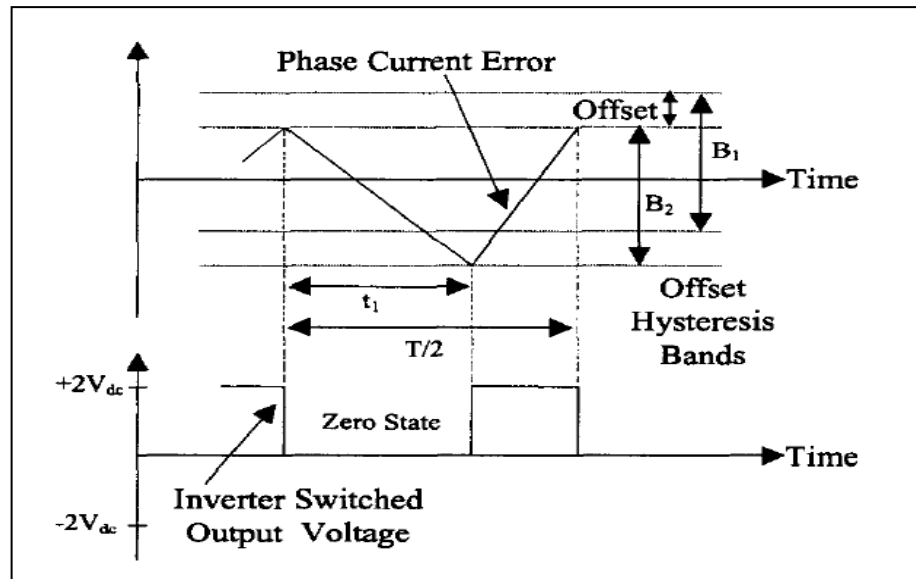 Phase Current Error
Offset
B₁
Time
B₂
t₁
Offset
Hysteresis
Bands
T/2
+2Vdc
Zero State
Time
Inverter Switched
Output Voltage
-2Vdc